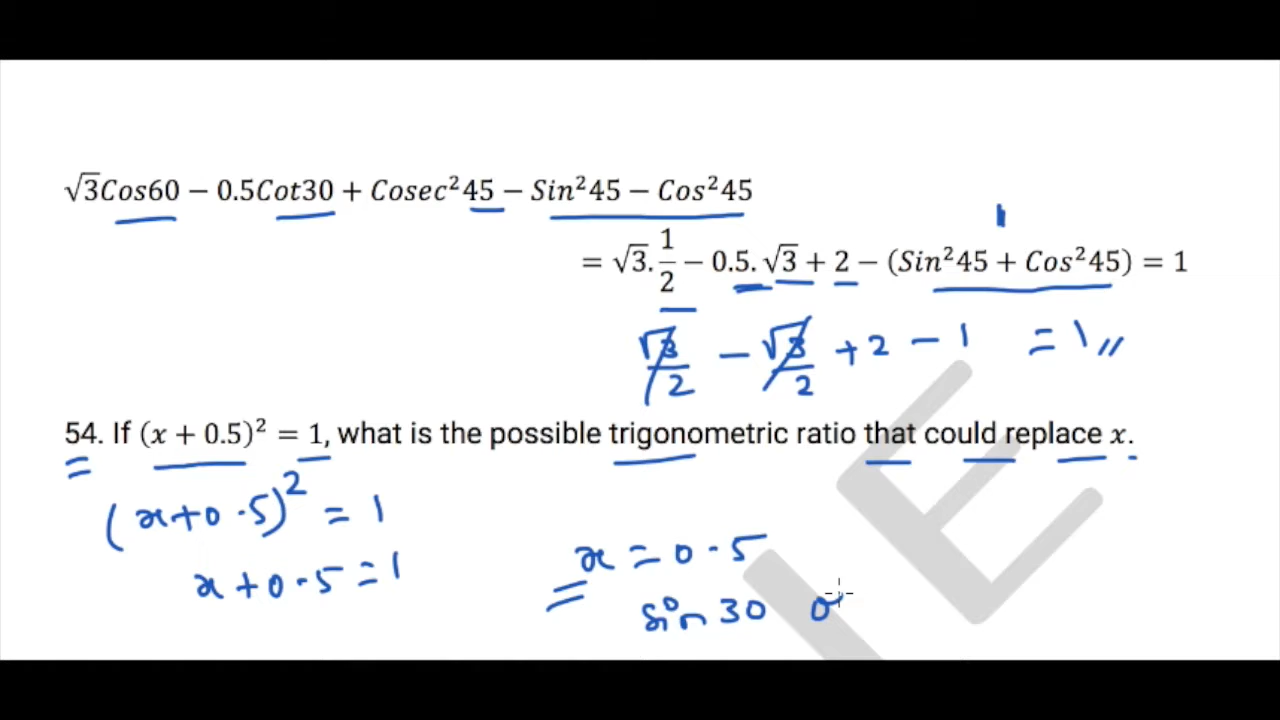 √3Cos60 − 0.5Cot30 + Cosec²45 − Sin²45 − Cos²45
1
= √3.1/2 − 0.5.√3 + 2 − (Sin²45 + Cos²45) = 1
√3/2 − √3/2 + 2 − 1 = 1
54. If (x + 0.5)² = 1, what is the possible trigonometric ratio that could replace x.
(x+0.5)² = 1
x+0.5=1
x=0.5
sin 30
IE